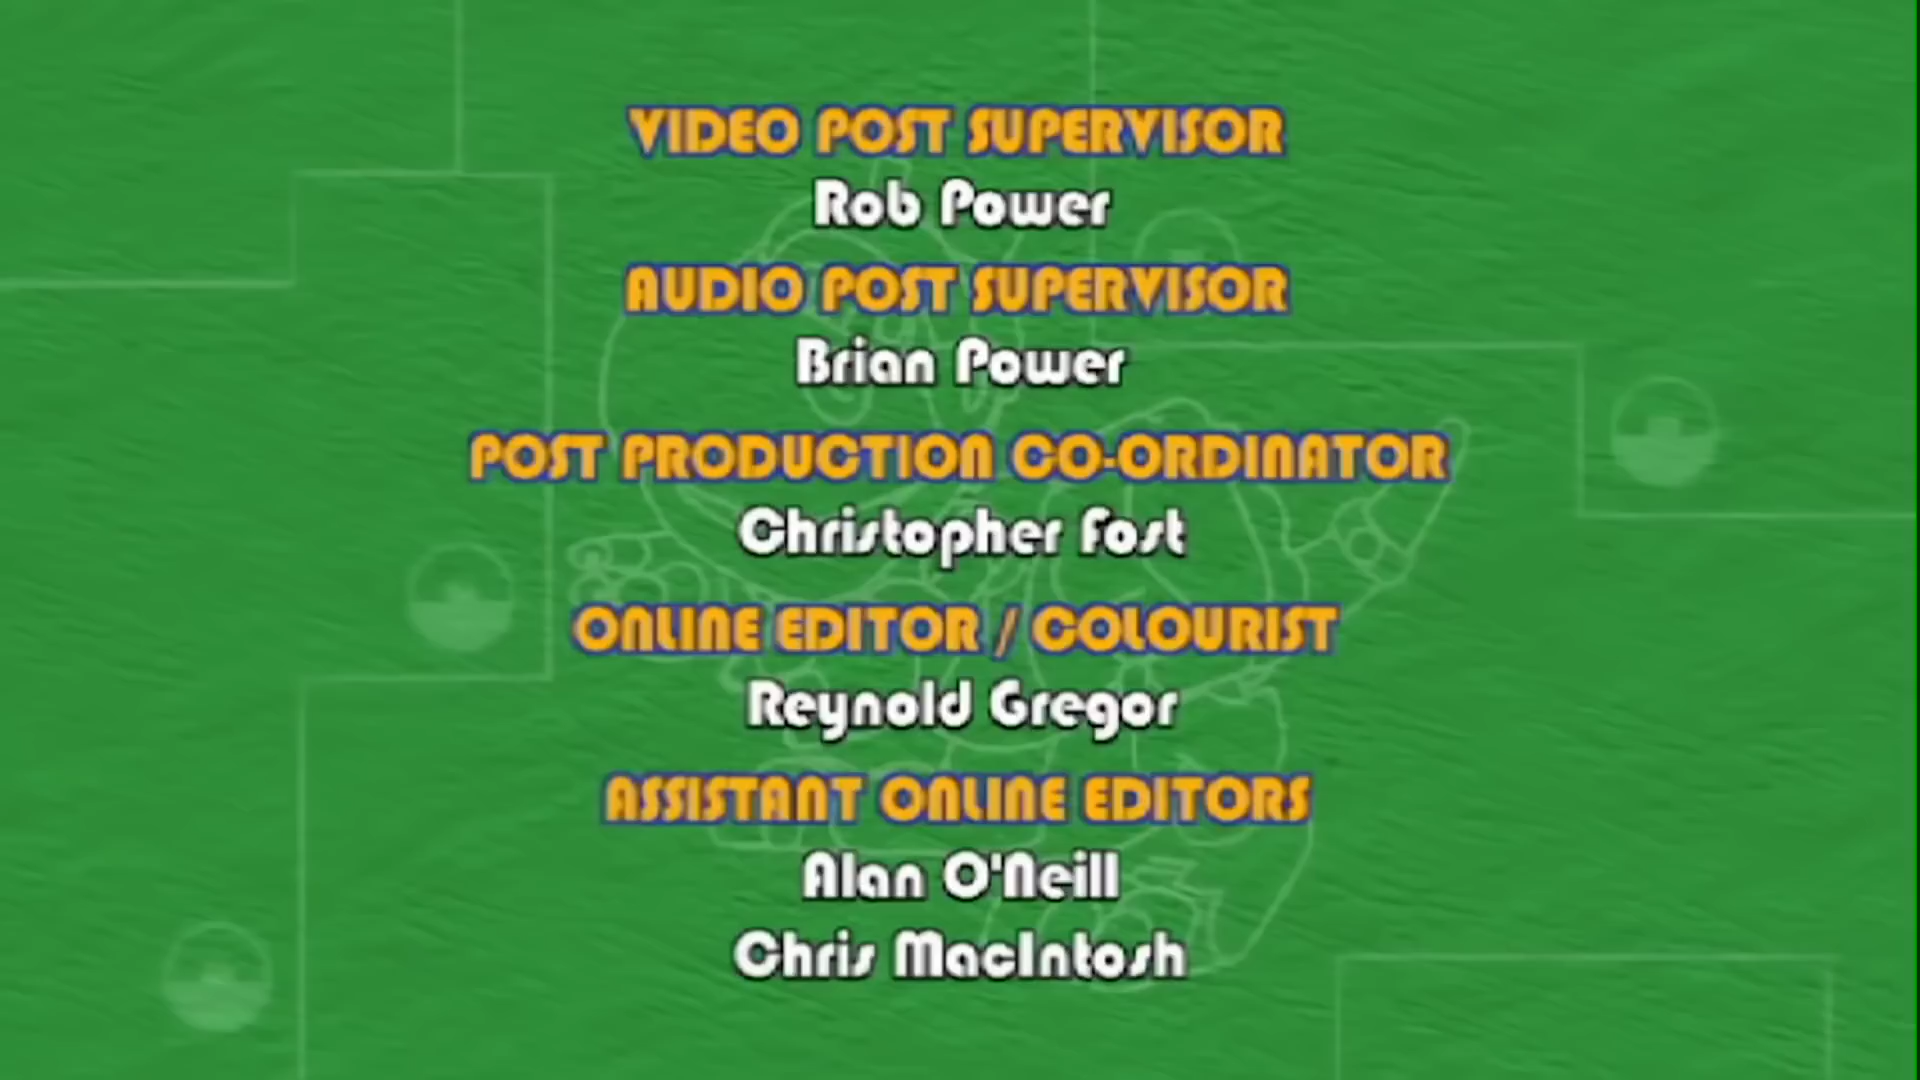 VIDEO POST SUPERVISOR
Rob Power
AUDIO POST SUPERVISOR
Brian Power
POST PRODUCTION CO-ORDINATOR
Christopher Fost
ONLINE EDITOR / COLOURIST
Reynold Gregor
ASSISTANT ONLINE EDITORS
Alan O'Neill
Chris MacIntosh